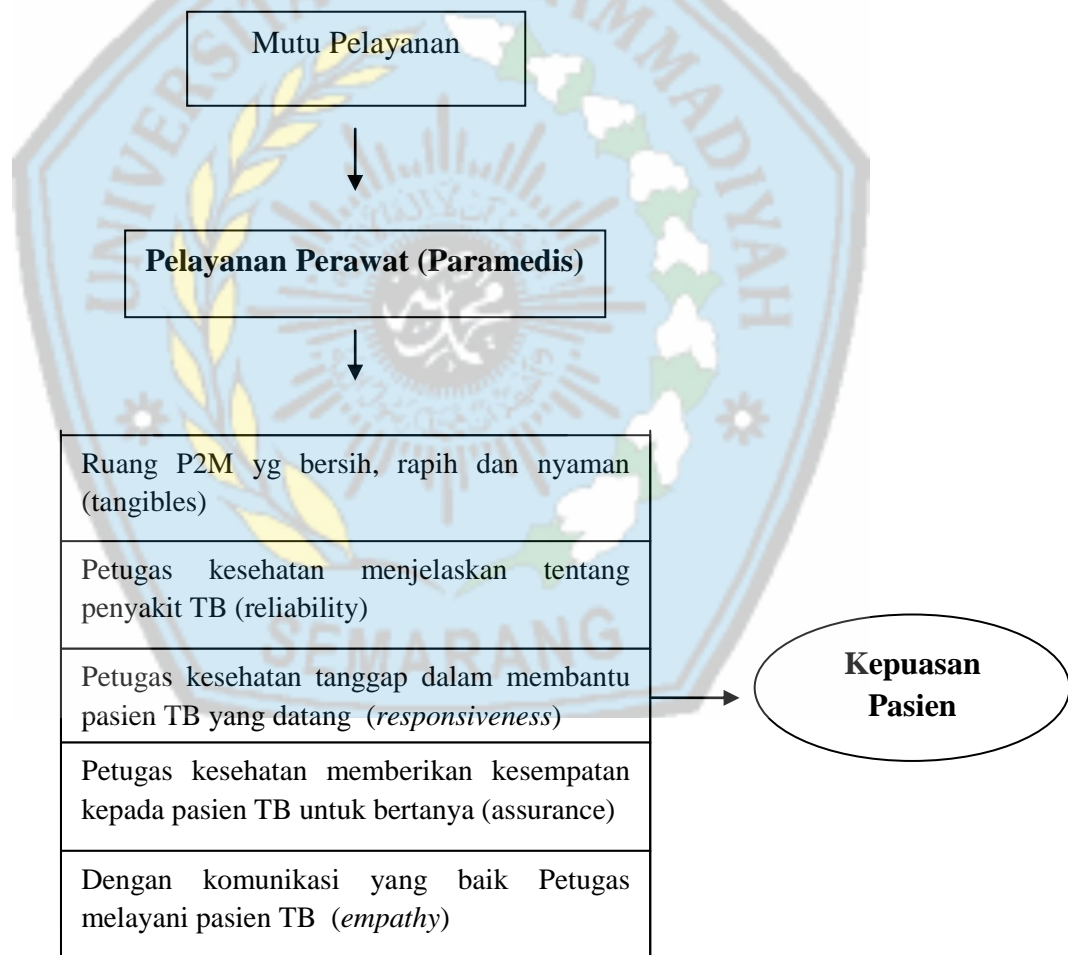 UNIVERSITAS MUHAMMADIYAH
SEMARANG
Mutu Pelayanan
Pelayanan Perawat (Paramedis)
Ruang P2M yg bersih, rapih dan nyaman
(tangibles)
Petugas kesehatan menjelaskan tentang
penyakit TB (reliability)
Petugas kesehatan tanggap dalam membantu
pasien TB yang datang (responsiveness)
Petugas kesehatan memberikan kesempatan
kepada pasien TB untuk bertanya (assurance)
Dengan komunikasi yang baik Petugas
melayani pasien TB (empathy)
Kepuasan
Pasien